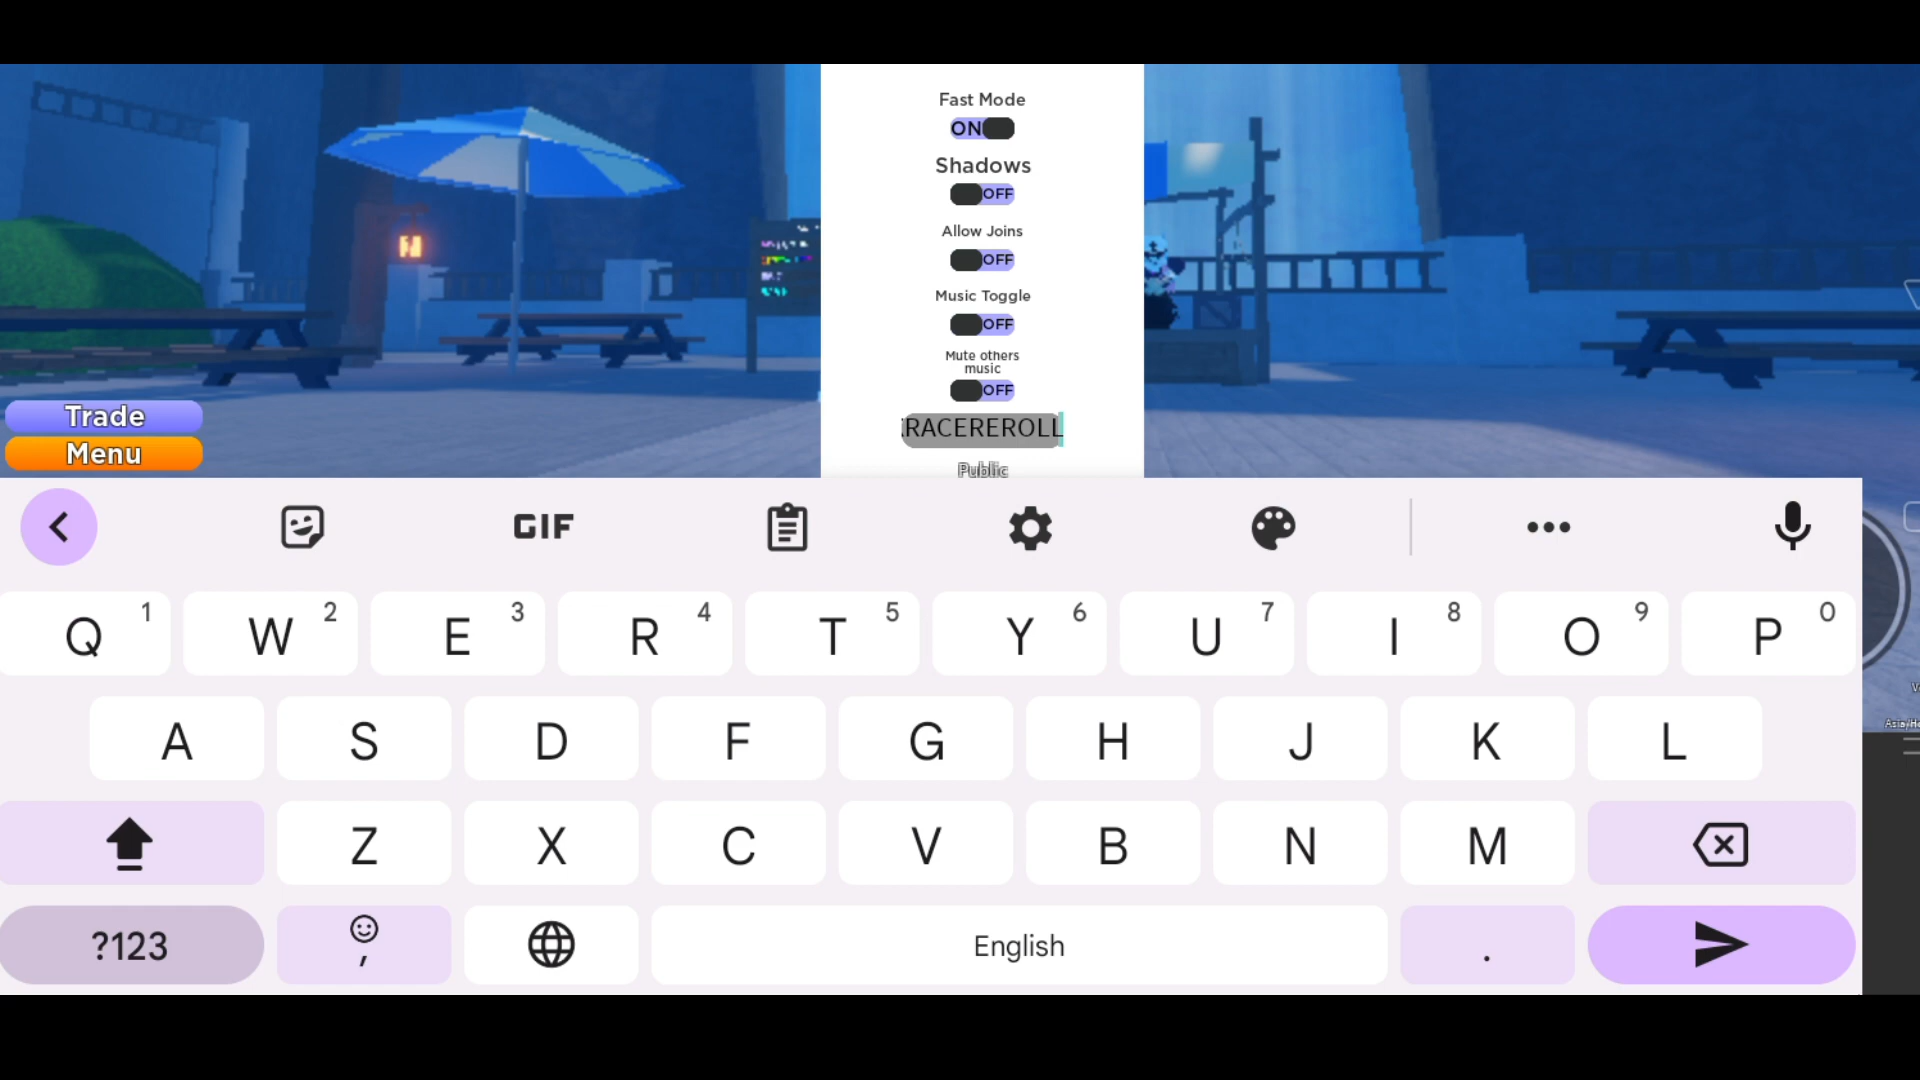 Fast Mode
ON
Shadows
OFF
Allow Joins
OFF
Music Toggle
OFF
Mute others
music
OFF
RACEREROLL
Public
Trade
Menu
GIF
Q 1 W 2 E 3 R 4 T 5 Y 6 U 7 I 8 O 9 P 0
A S D F G H J K L
Z X C V B N M
?123 , English .